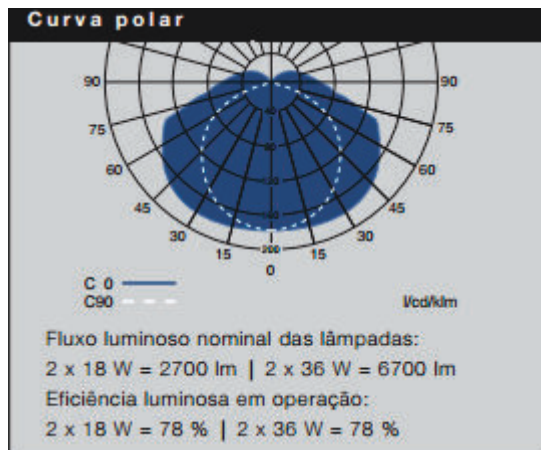 Curva polar
90 90
75 75
60 60
45 45
30 30
15 15
200
0
C 0
C90 l/cd/klm
Fluxo luminoso nominal das lâmpadas:
2 x 18 W = 2700 lm | 2 x 36 W = 6700 lm
Eficiência luminosa em operação:
2 x 18 W = 78 % | 2 x 36 W = 78 %